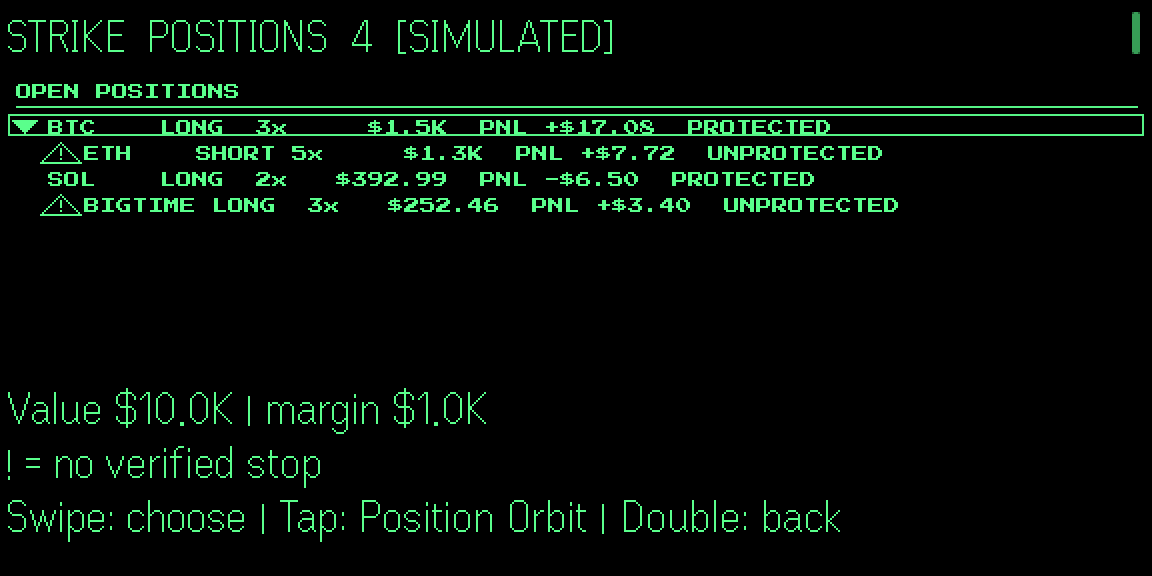 STRIKE POSITIONS 4 [SIMULATED]
OPEN POSITIONS
BTC LONG 3x $1.5K PNL +$17.08 PROTECTED
! ETH SHORT 5x $1.3K PNL +$7.72 UNPROTECTED
SOL LONG 2x $392.99 PNL -$6.50 PROTECTED
! BIGTIME LONG 3x $252.46 PNL +$3.40 UNPROTECTED
Value $10.0K | margin $1.0K
! = no verified stop
Swipe: choose | Tap: Position Orbit | Double: back